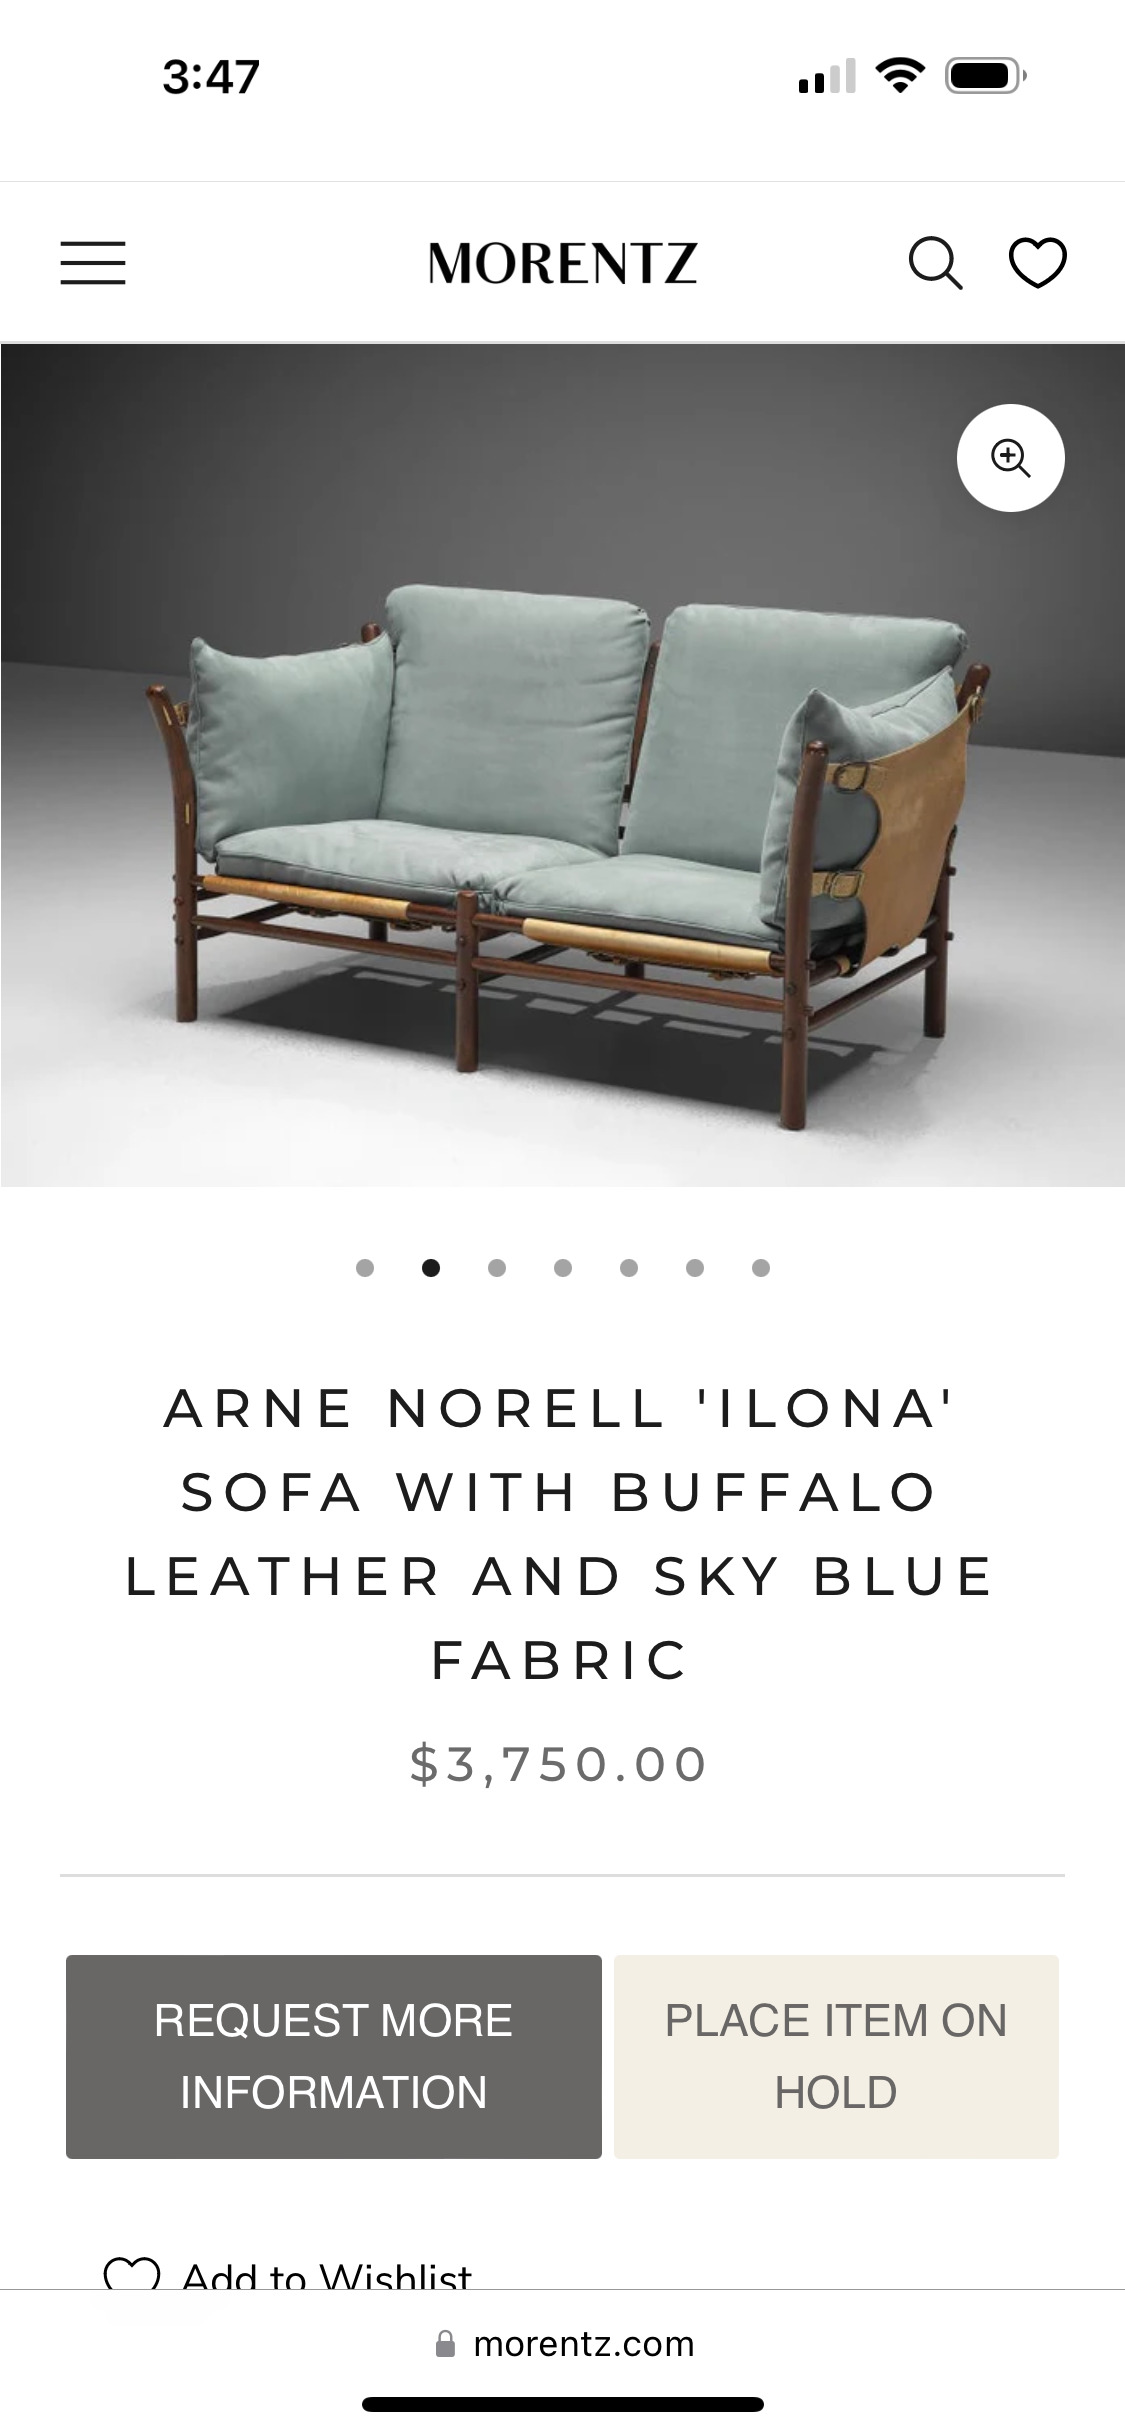 3:47
MORENTZ
ARNE NORELL 'ILONA'
SOFA WITH BUFFALO
LEATHER AND SKY BLUE
FABRIC
$3,750.00
REQUEST MORE
INFORMATION
PLACE ITEM ON
HOLD
Add to Wishlist
morentz.com